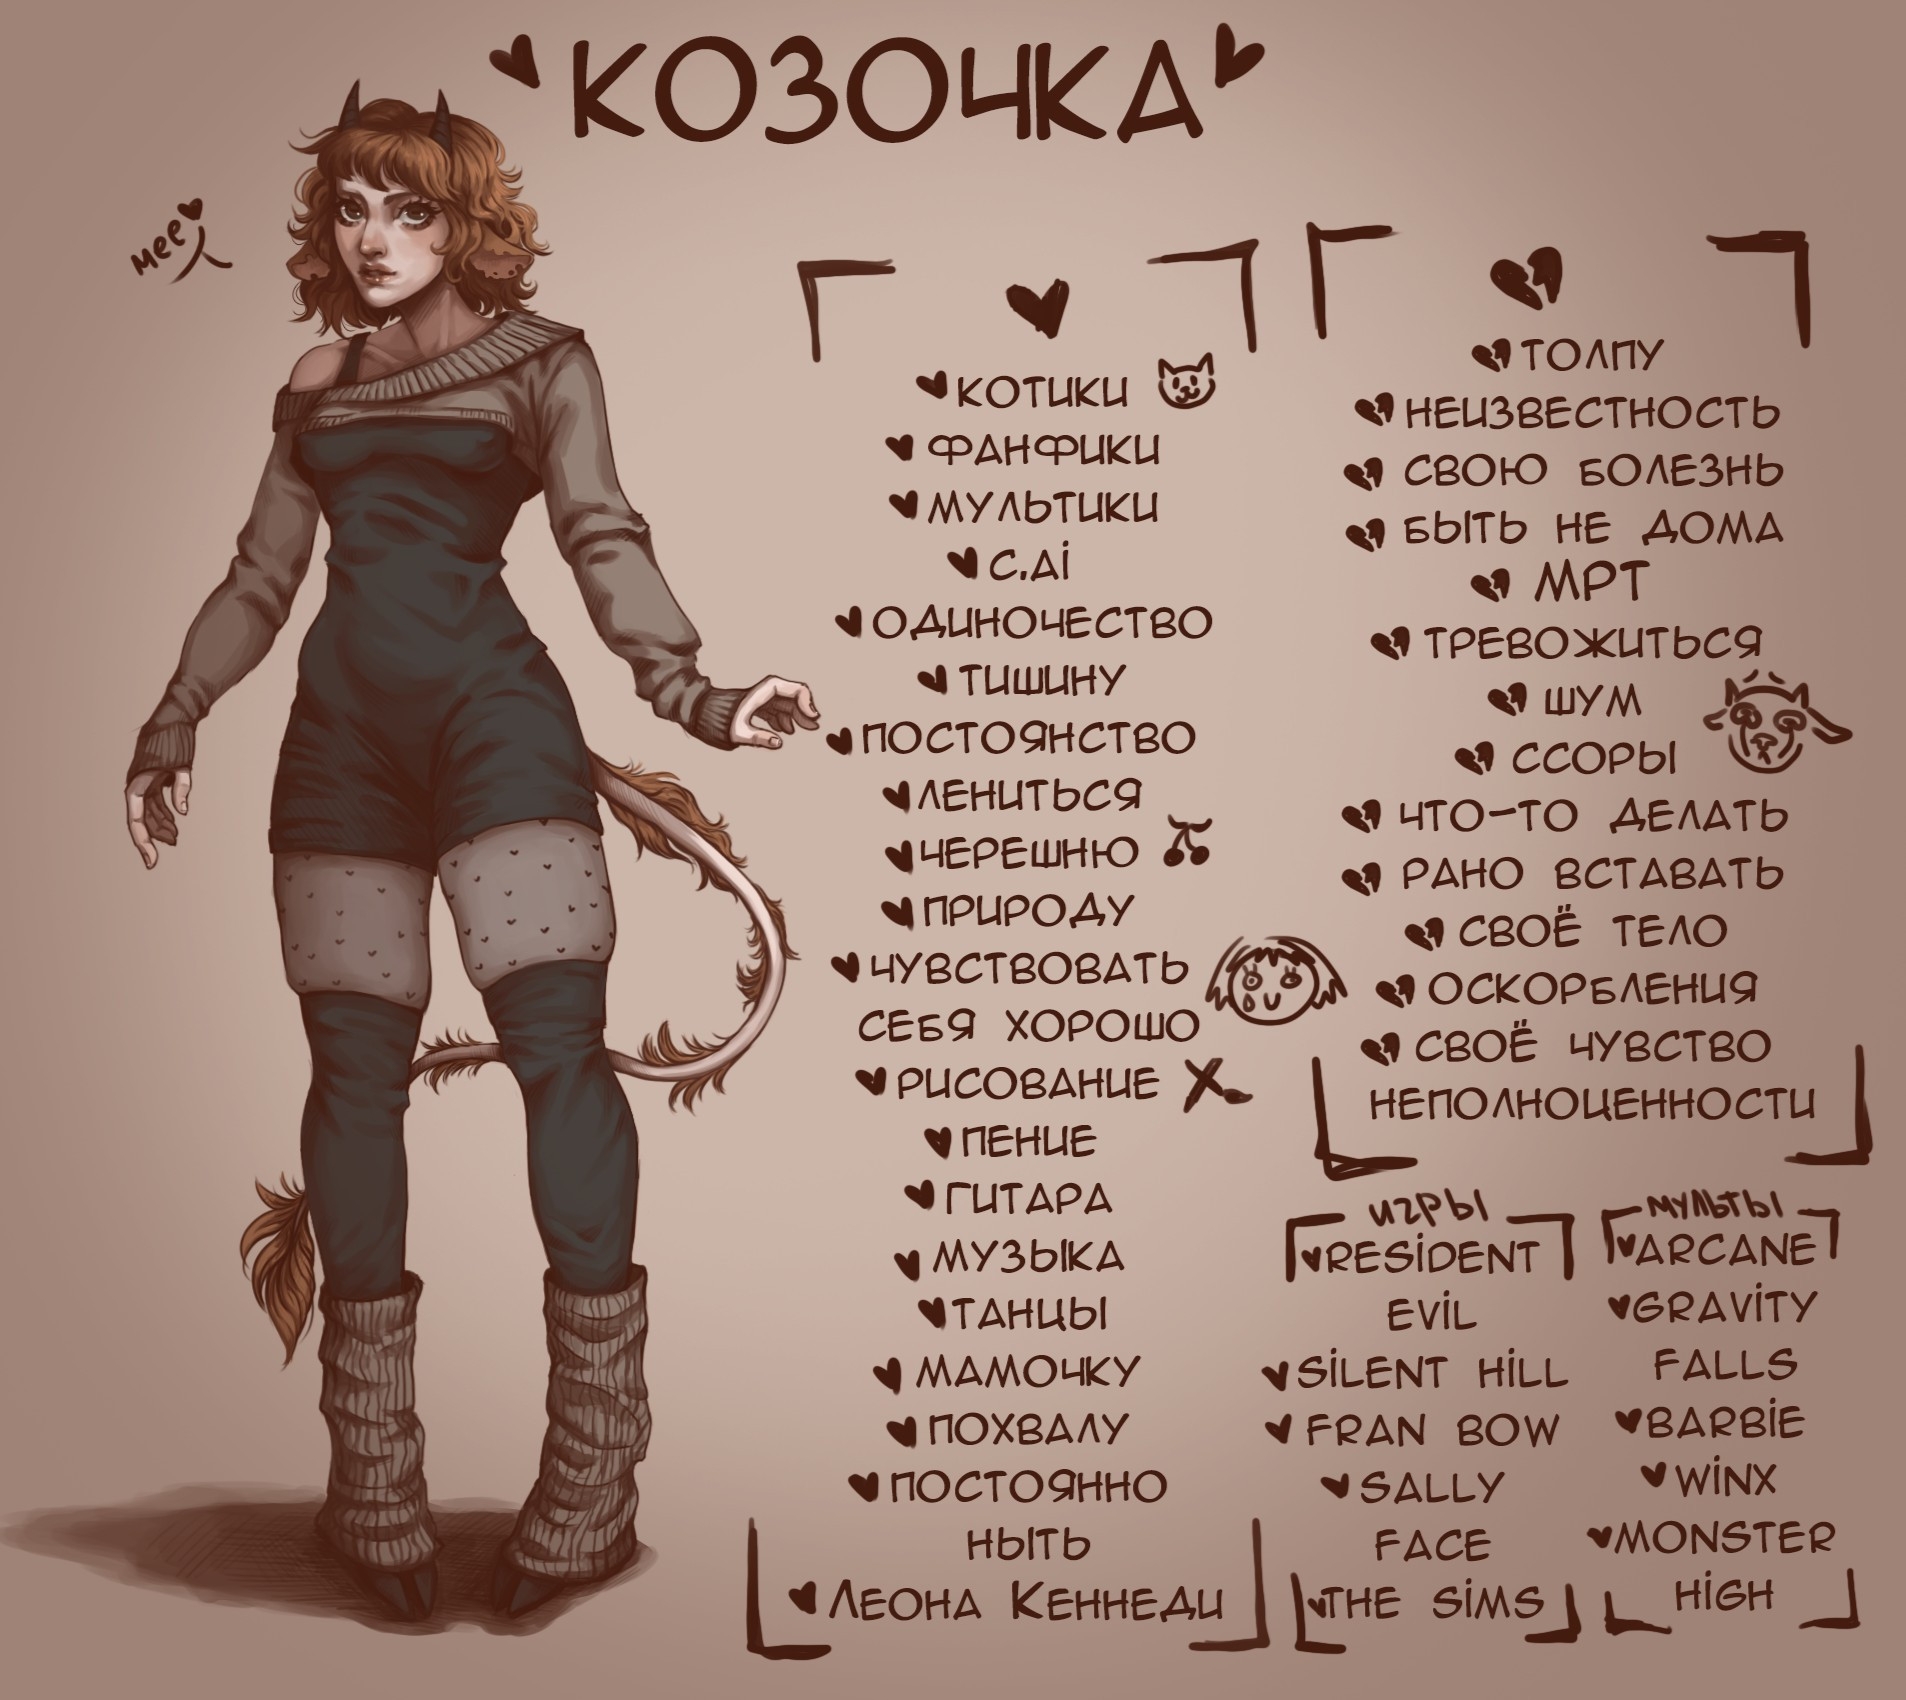 КОЗОЧКА
мее
КОТИКИ
ФАНФИКИ
МУЛЬТИКИ
C.Ai
ОДИНОЧЕСТВО
ТИШИНУ
ПОСТОЯНСТВО
ЛЕНИТЬСЯ
ЧЕРЕШНЮ
ПРИРОДУ
ЧУВСТВОВАТЬ
СЕБЯ ХОРОШО
РИСОВАНИЕ
ПЕНИЕ
ГИТАРА
МУЗЫКА
ТАНЦЫ
МАМОЧКУ
ПОХВАЛУ
ПОСТОЯННО
НЫТЬ
ЛЕОНА КЕННЕДИ
ТОЛПУ
НЕИЗВЕСТНОСТЬ
СВОЮ БОЛЕЗНЬ
БЫТЬ НЕ ДОМА
МРТ
ТРЕВОЖИТЬСЯ
ШУМ
ССОРЫ
ЧТО-ТО ДЕЛАТЬ
РАНО ВСТАВАТЬ
СВОЁ ТЕЛО
ОСКОРБЛЕНИЯ
СВОЁ ЧУВСТВО
НЕПОЛНОЦЕННОСТИ
игры
RESiDENT
EViL
SiLENT HiLL
FRAN BOW
SALLY
FACE
THE SiMS
мульты
ARCANE
GRAViTY
FALLS
BARBiE
WiNX
MONSTER
HiGH